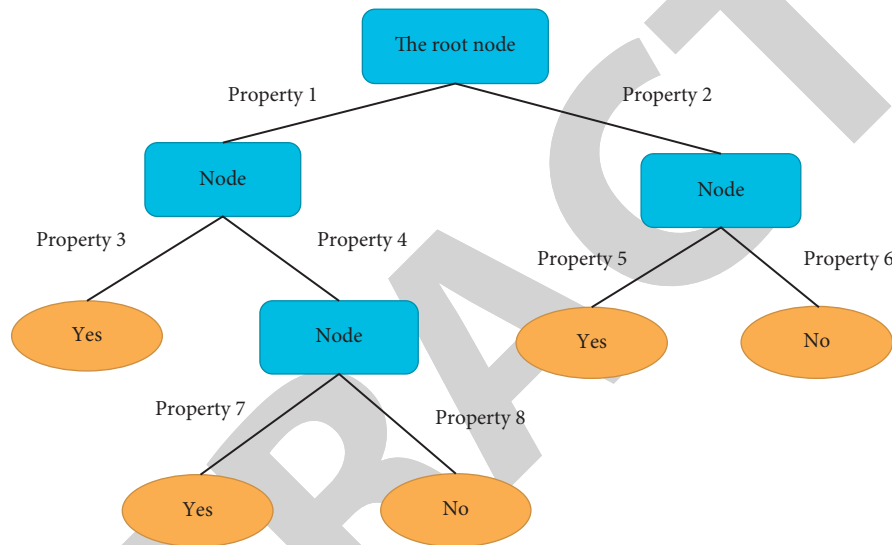 The root node
Property 1
Property 2
Node
Node
Property 3
Property 4
Property 5
Property 6
Yes
Node
Yes
No
Property 7
Property 8
Yes
No
RACT